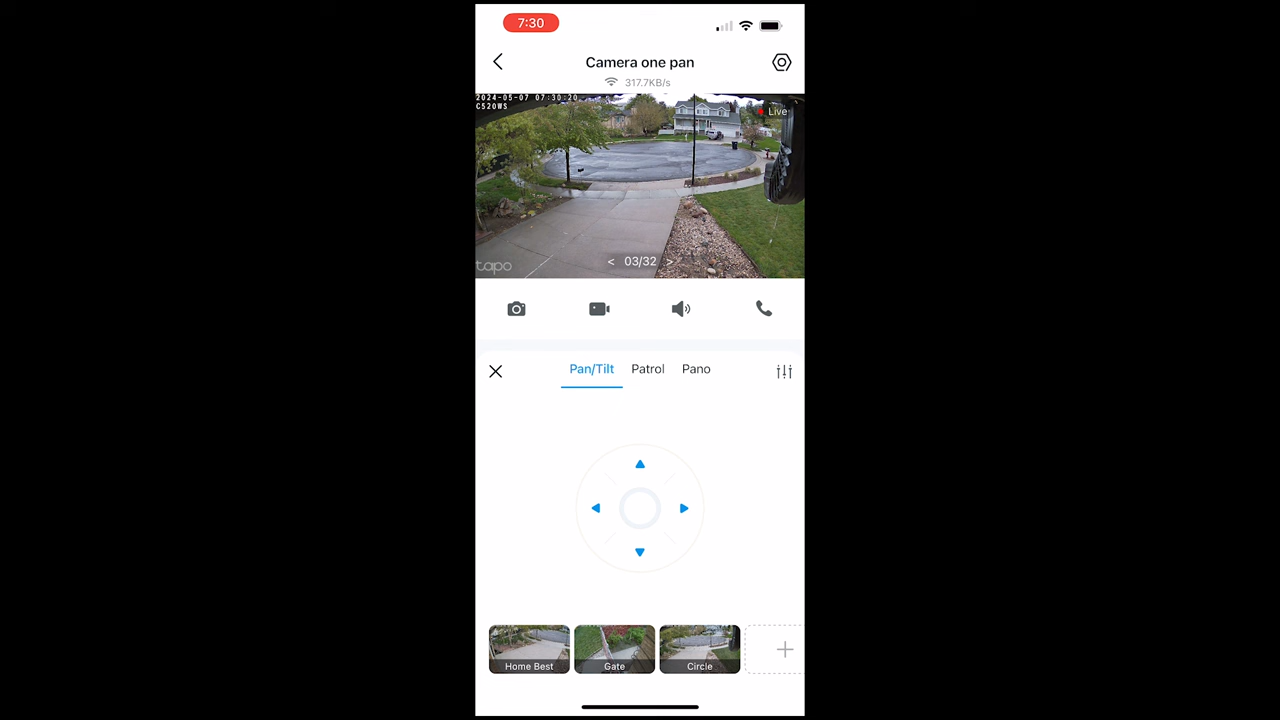 7:30
Camera one pan
317.7KB/s
2024-05-07 07:30:20
C520WS
Live
tapo
< 03/32 >
Pan/Tilt Patrol Pano
Home Best Gate Circle